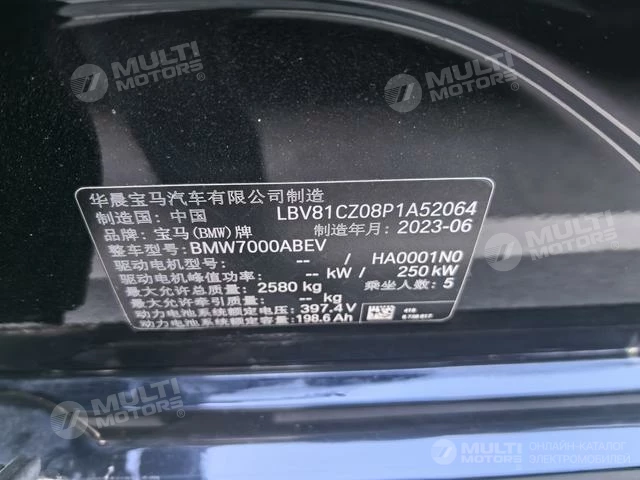 MULTI MOTORS
MULTI MOTORS
华晨宝马汽车有限公司制造
制造国: 中国 LBV81CZ08P1A52064
品牌: 宝马(BMW)牌 制造年月: 2023-06
整车型号: BMW7000ABEV
驱动电机型号: -- / HA0001N0
驱动电机峰值功率: -- kW / 250 kW
最大允许总质量: 2580 kg 乘坐人数: 5
最大允许牵引质量: -- kg
动力电池系统额定电压: 397.4V
动力电池系统额定容量: 198.6 Ah
MULTI MOTORS
MULTI MOTORS
ОНЛАЙН-КАТАЛОГ
ЭЛЕКТРОМОБИЛЕЙ